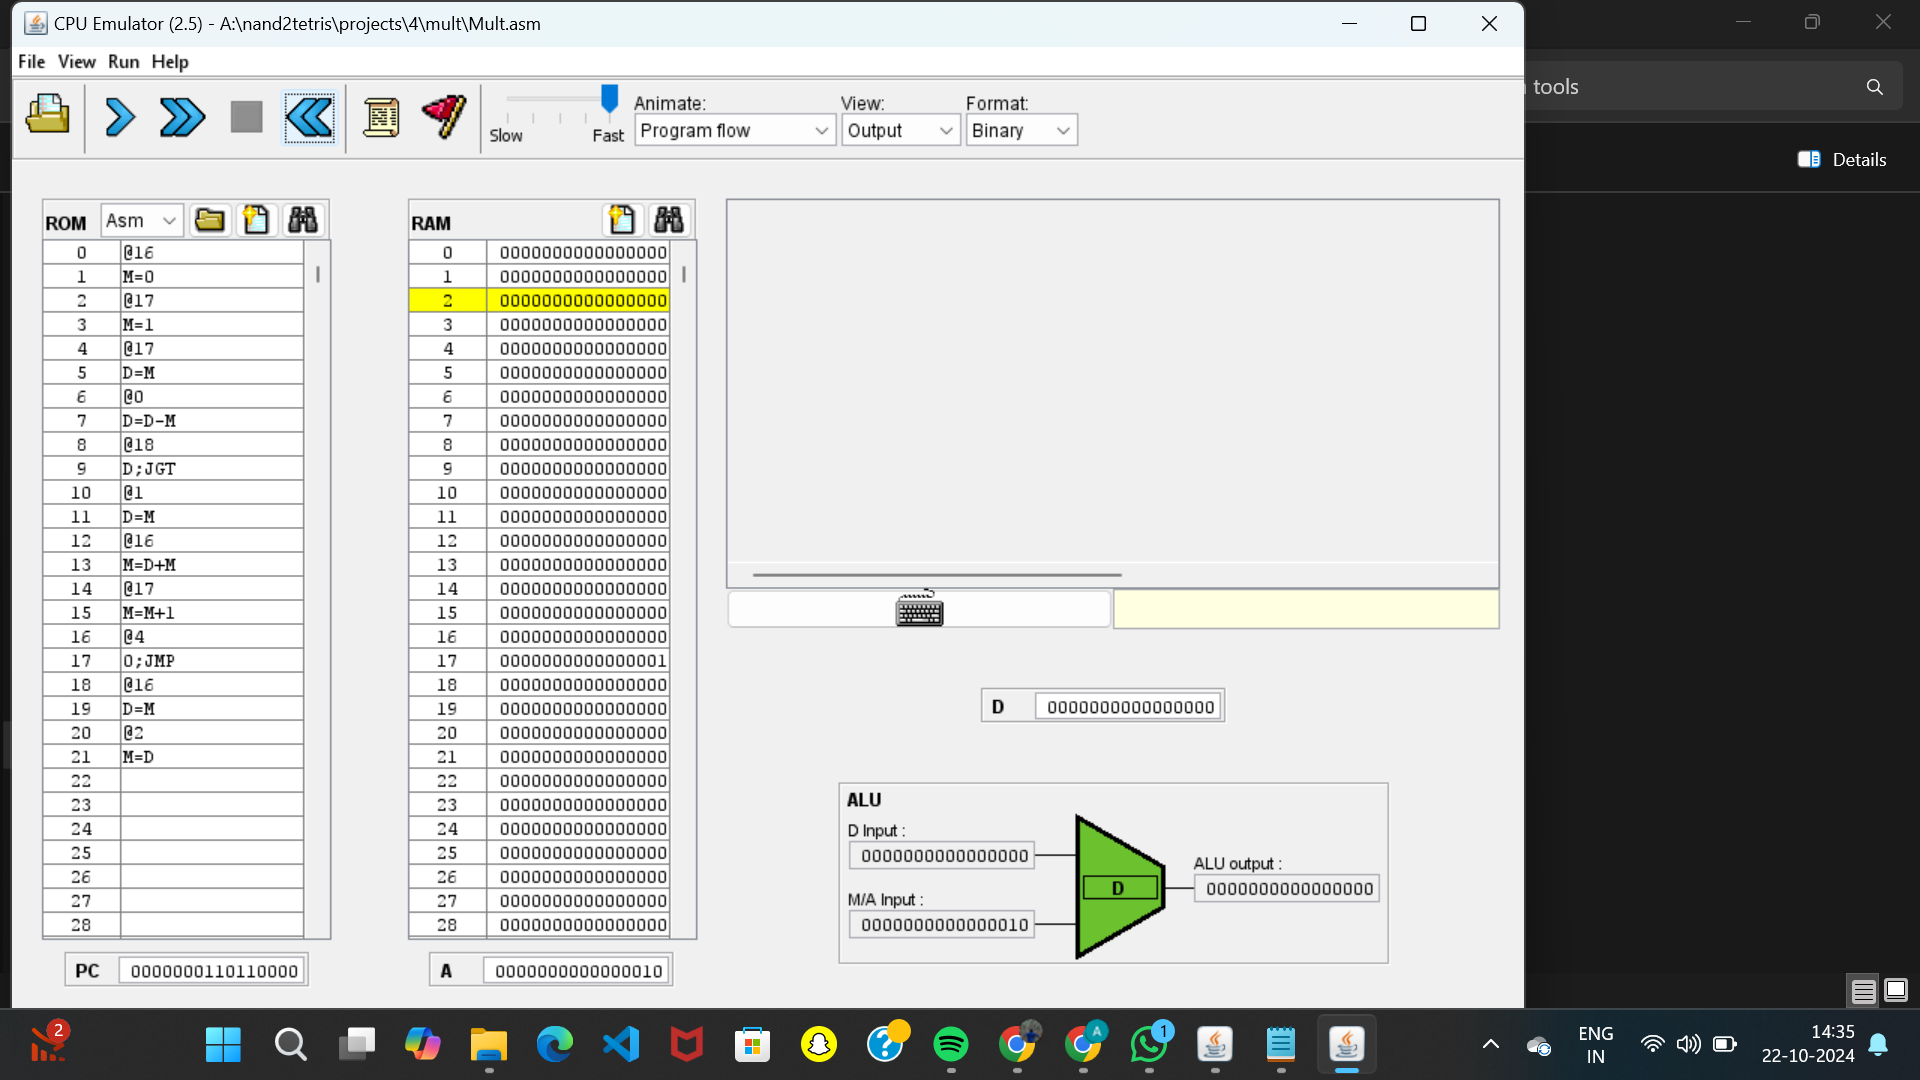 CPU Emulator (2.5) - A:\nand2tetris\projects\4\mult\Mult.asm
File View Run Help
tools
Slow Fast
Animate: View: Format:
Program flow Output Binary
Details
ROM Asm
0 @16
1 M=0
2 @17
3 M=1
4 @17
5 D=M
6 @0
7 D=D-M
8 @18
9 D;JGT
10 @1
11 D=M
12 @16
13 M=D+M
14 @17
15 M=M+1
16 @4
17 0;JMP
18 @16
19 D=M
20 @2
21 M=D
22
23
24
25
26
27
28
PC 0000000110110000
RAM
0 0000000000000000
1 0000000000000000
2 0000000000000000
3 0000000000000000
4 0000000000000000
5 0000000000000000
6 0000000000000000
7 0000000000000000
8 0000000000000000
9 0000000000000000
10 0000000000000000
11 0000000000000000
12 0000000000000000
13 0000000000000000
14 0000000000000000
15 0000000000000000
16 0000000000000000
17 0000000000000001
18 0000000000000000
19 0000000000000000
20 0000000000000000
21 0000000000000000
22 0000000000000000
23 0000000000000000
24 0000000000000000
25 0000000000000000
26 0000000000000000
27 0000000000000000
28 0000000000000000
A 0000000000000010
D 0000000000000000
ALU
D Input :
0000000000000000
M/A Input :
0000000000000010
D
ALU output :
0000000000000000
2
A
1
ENG
IN
14:35
22-10-2024